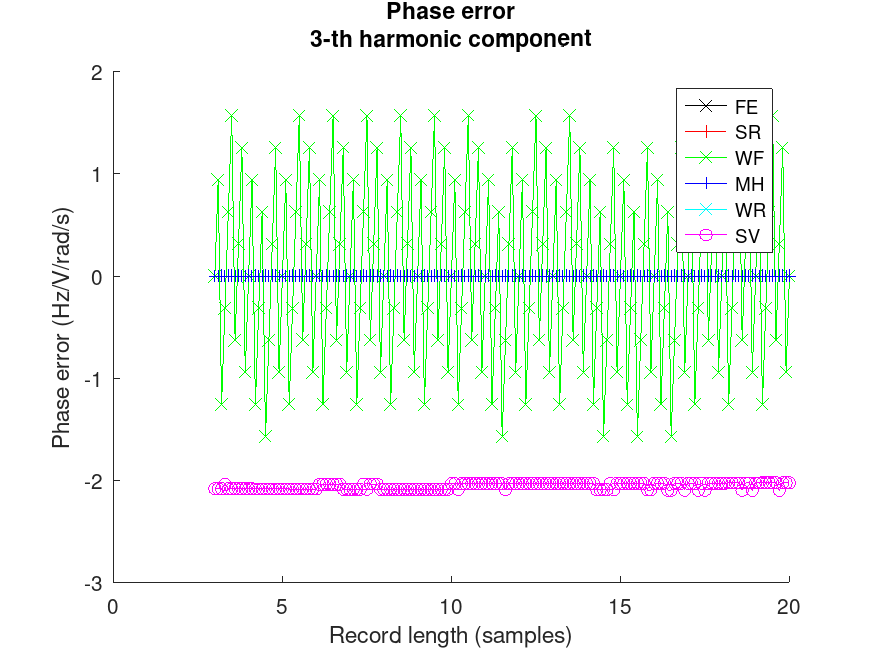 Phase error
3-th harmonic component
2
1
0
-1
-2
-3
Phase error (Hz/V/rad/s)
FE
SR
WF
MH
WR
SV
0
5
10
15
20
Record length (samples)